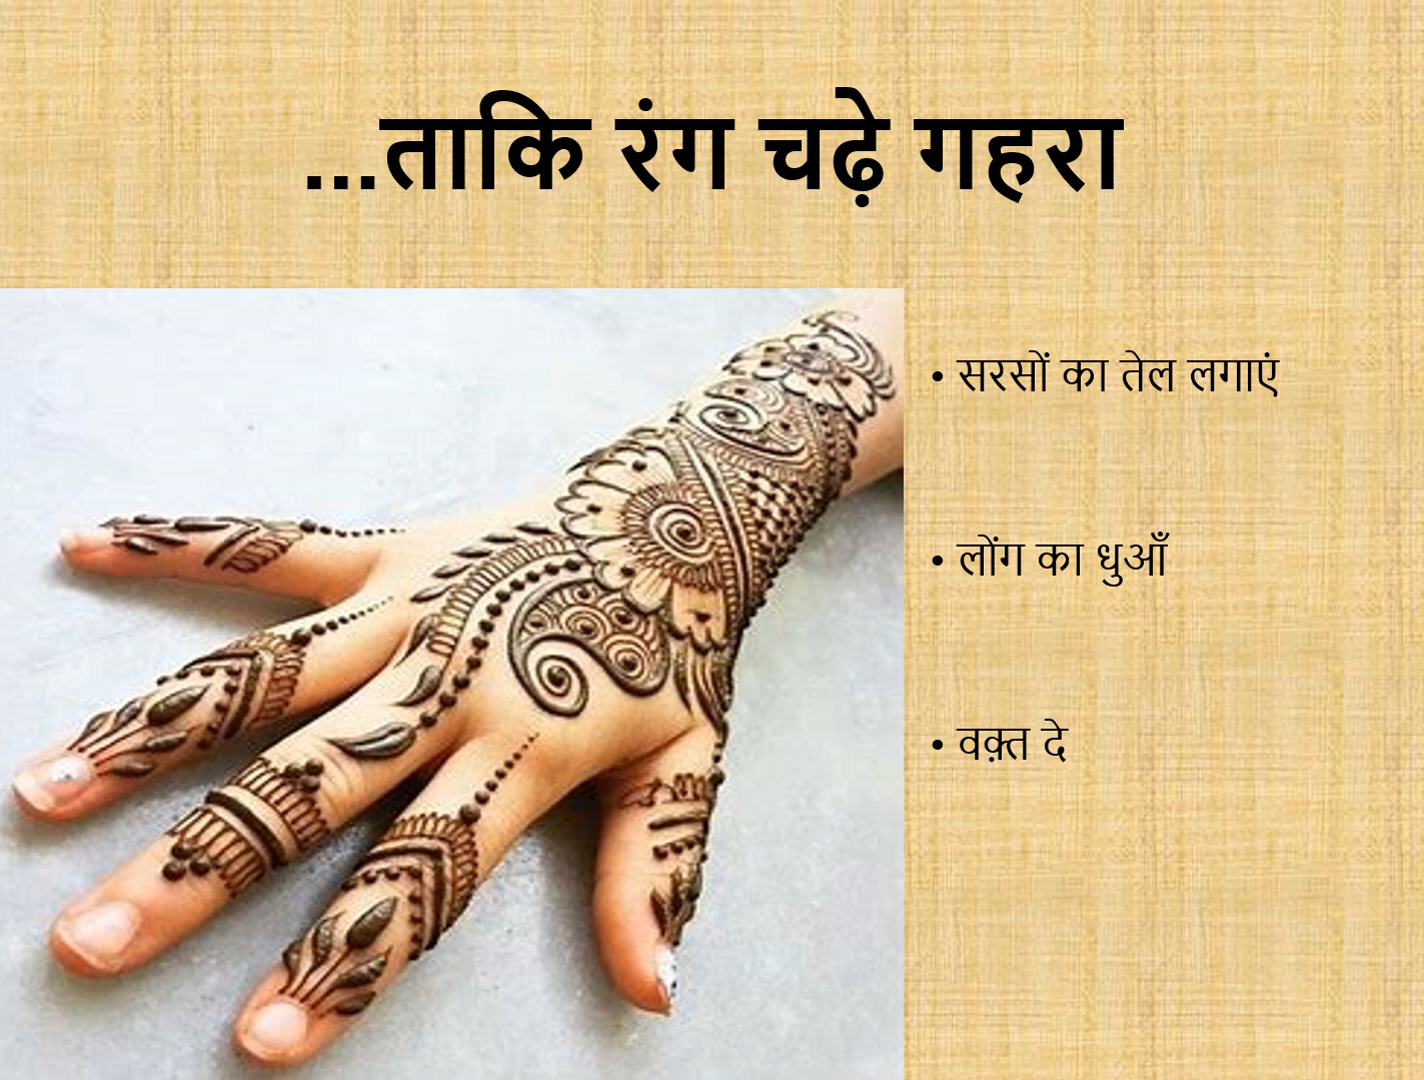 ...ताकि रंग चढ़े गहरा
• सरसों का तेल लगाएं
• लोंग का धुआँ
• वक़्त दे